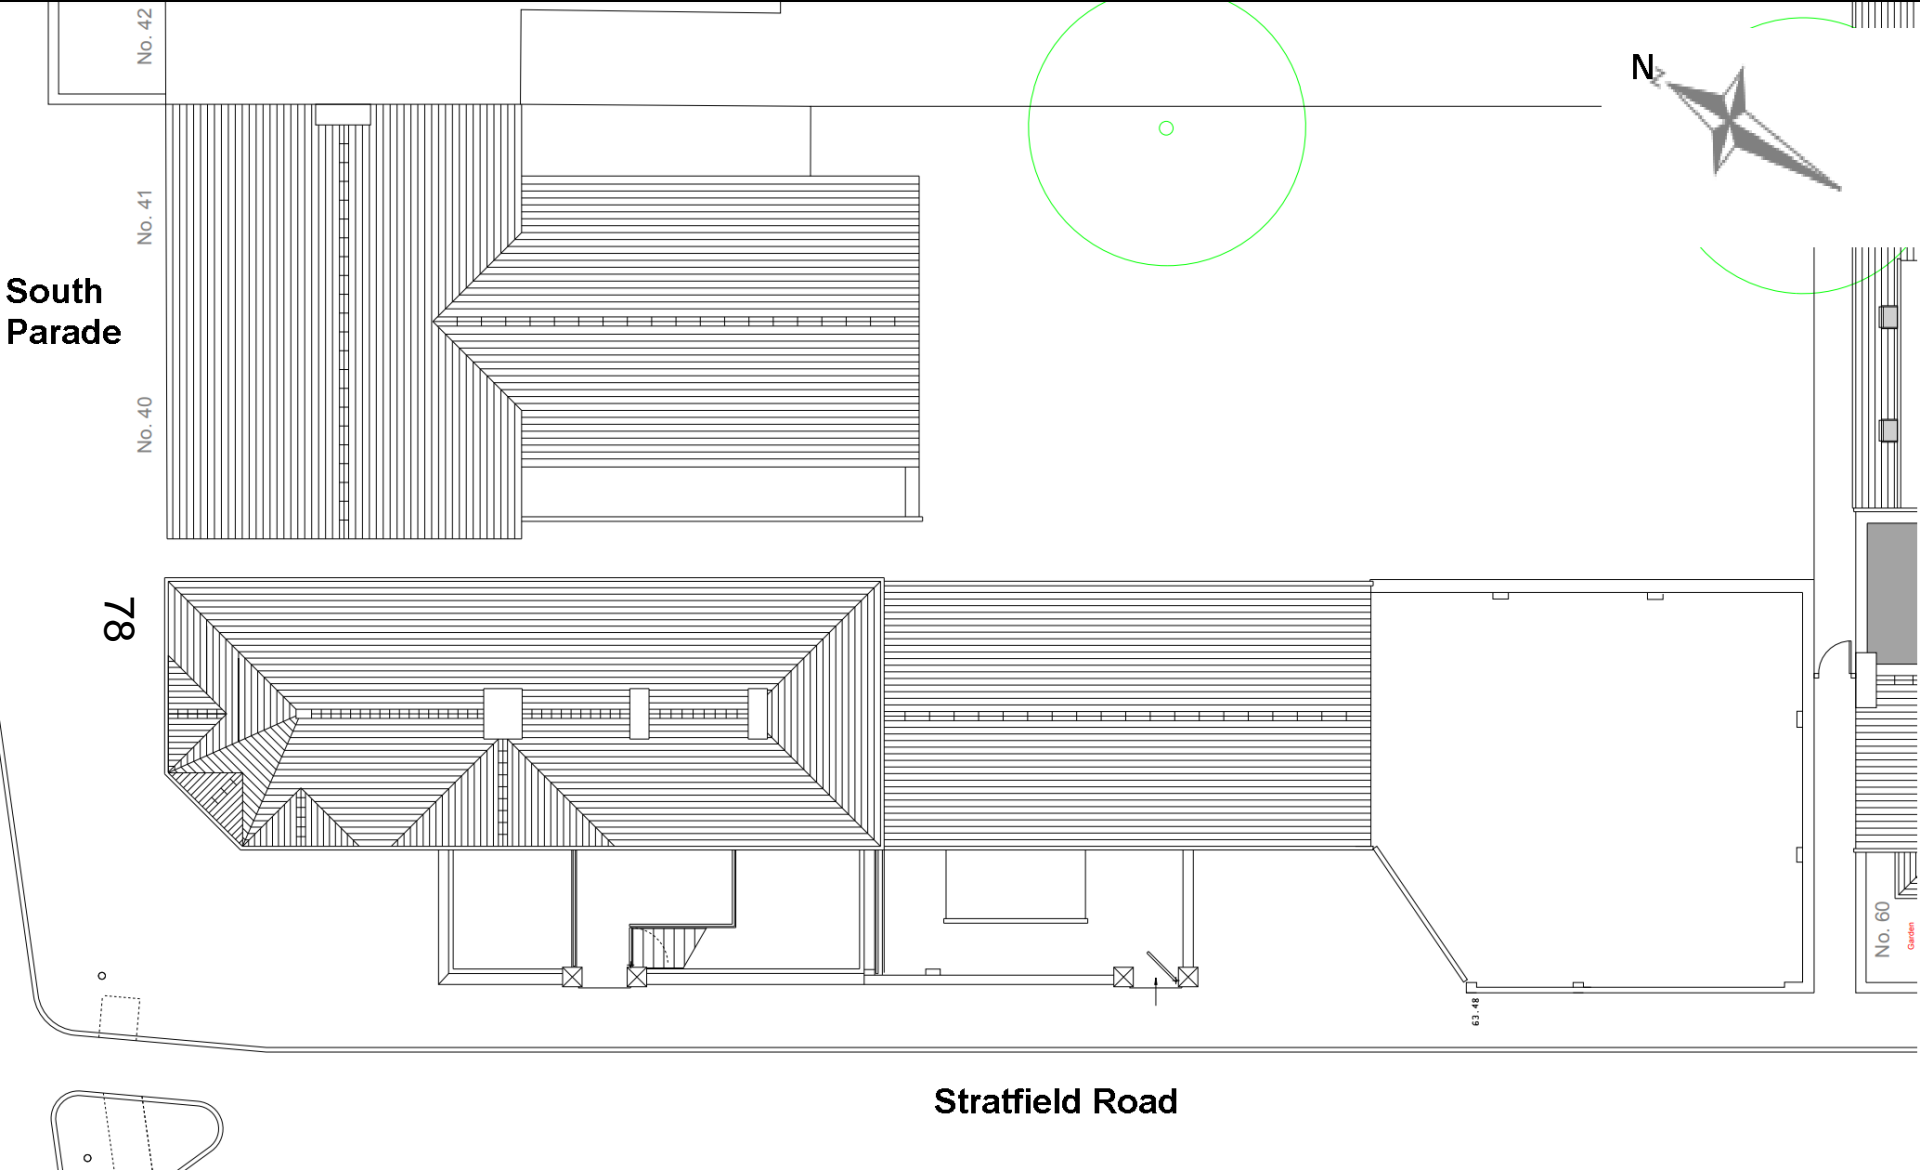 No. 42
N
No. 41
South
Parade
No. 40
78
No. 60
Garden
63.48
Stratfield Road